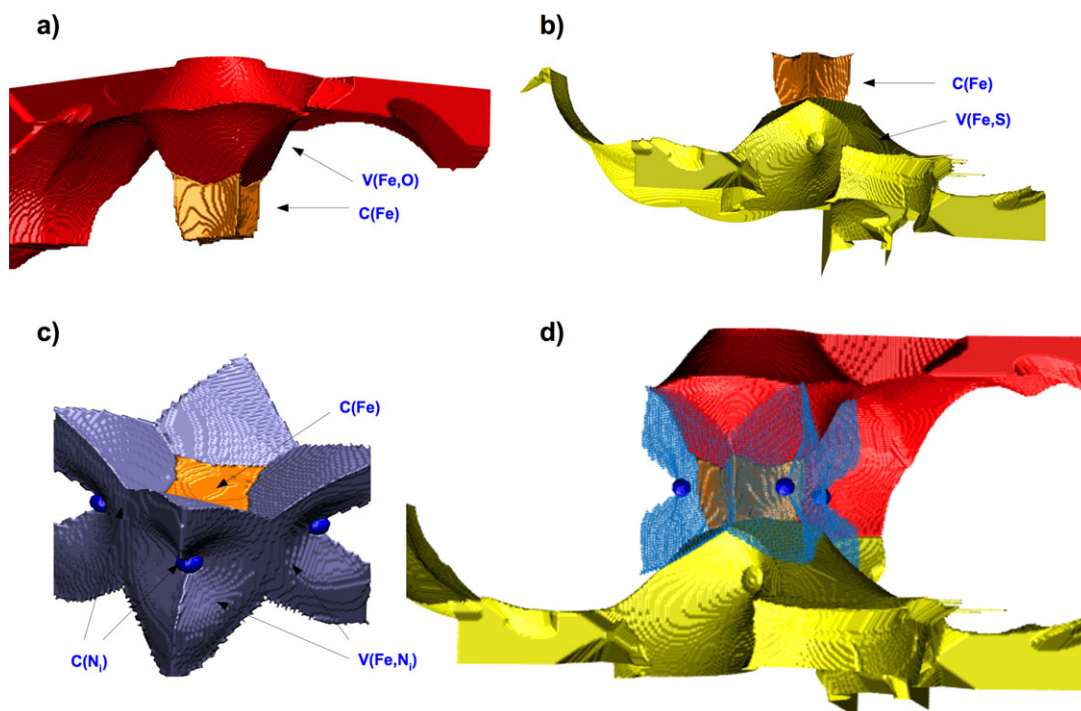 a)
V(Fe,O)
C(Fe)
b)
C(Fe)
V(Fe,S)
c)
C(Fe)
C(Nᵢ)
V(Fe,Nᵢ)
d)